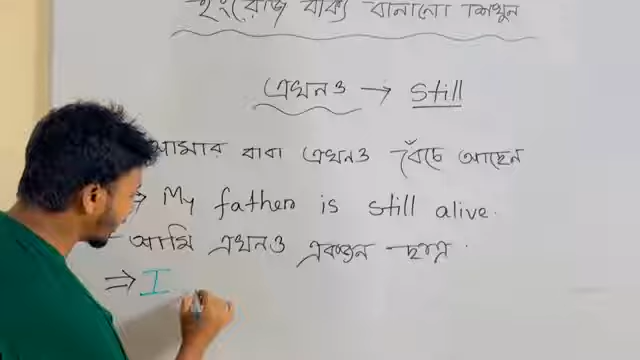 ইংরেজি বাক্য বানানো শিখুন
এখনও → Still
আমার বাবা এখনও বেঁচে আছেন
⇒ My father is still alive.
- আমি এখনও একজন ছাত্র.
⇒ I